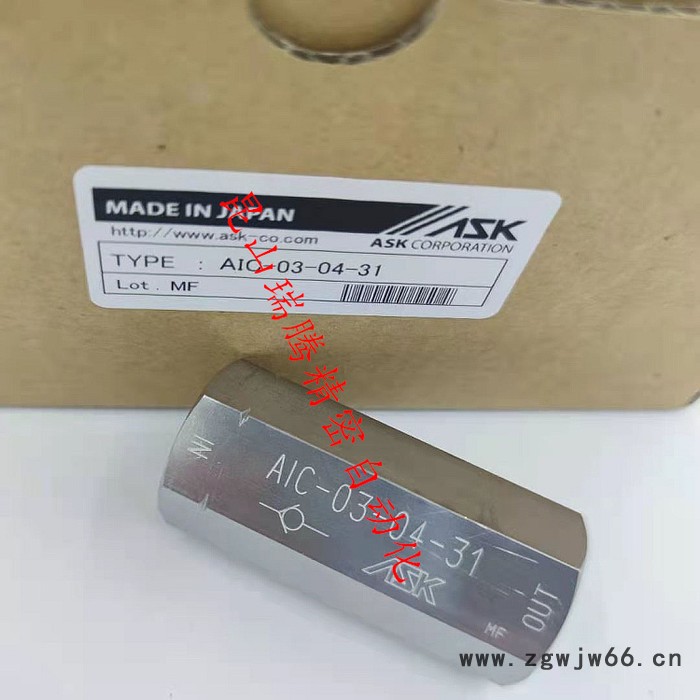 MADE IN JAPAN
ASK
http://www.ask-co.com
ASK CORPORATION
TYPE : AIC-03-04-31
Lot . MF
昆山瑞腾精密自动化
IN
AIC-03-04-31
ASK
MF
OUT
www.zgwjw66.cn